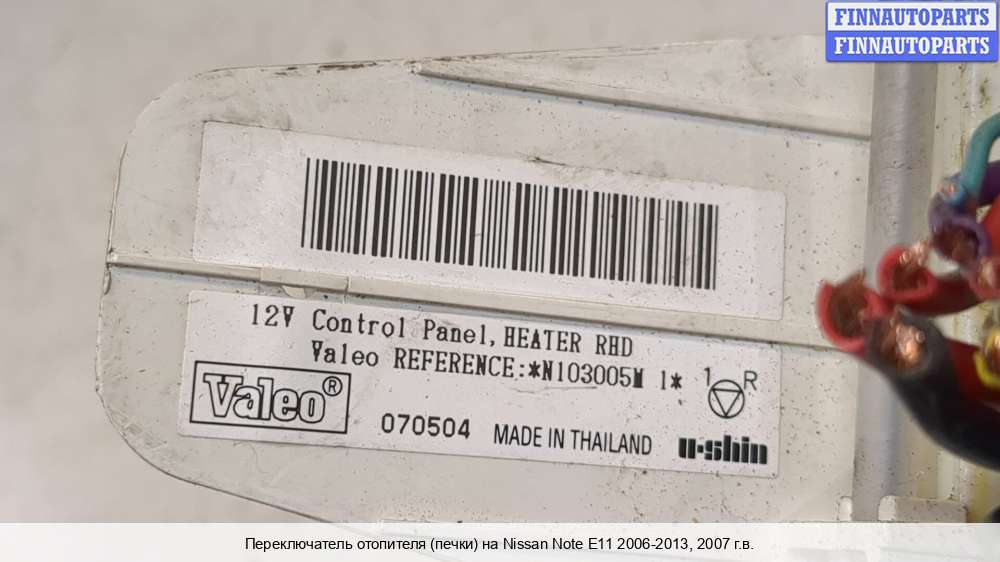 FINNAUTOPARTS
FINNAUTOPARTS
12V Control Panel, HEATER RHD
Valeo REFERENCE:*N103005M 1*
1 R
Valeo®
070504 MADE IN THAILAND u-shin
Переключатель отопителя (печки) на Nissan Note E11 2006-2013, 2007 г.в.